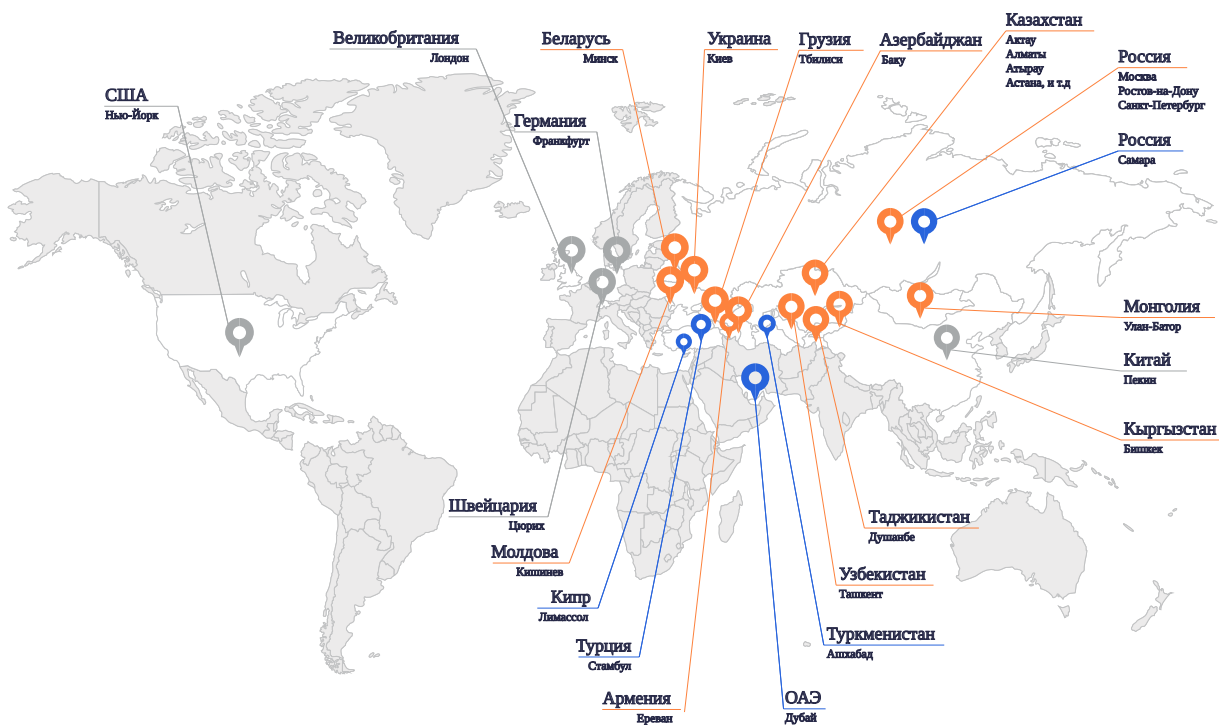 Казахстан
Актау
Алматы
Атырау
Астана, и т.д
Великобритания
Лондон
Беларусь
Минск
Украина
Киев
Грузия
Тбилиси
Азербайджан
Баку
Россия
Москва
Ростов-на-Дону
Санкт-Петербург
США
Нью-Йорк
Германия
Франкфурт
Россия
Самара
Монголия
Улан-Батор
Китай
Пекин
Кыргызстан
Бишкек
Швейцария
Цюрих
Таджикистан
Душанбе
Молдова
Кишинев
Узбекистан
Ташкент
Кипр
Лимассол
Туркменистан
Ашхабад
Турция
Стамбул
Армения
Ереван
ОАЭ
Дубай